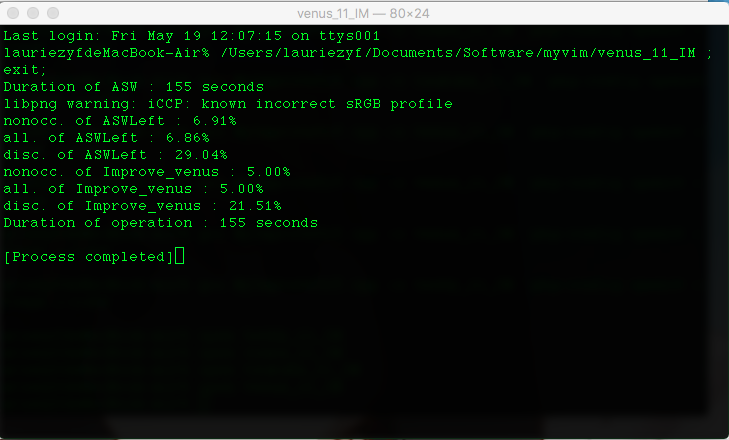 venus_11_IM — 80×24
Last login: Fri May 19 12:07:15 on ttys001
lauriezyfdeMacBook-Air% /Users/lauriezyf/Documents/Software/myvim/venus_11_IM ;
exit;
Duration of ASW : 155 seconds
libpng warning: iCCP: known incorrect sRGB profile
nonocc. of ASWLeft : 6.91%
all. of ASWLeft : 6.86%
disc. of ASWLeft : 29.04%
nonocc. of Improve_venus : 5.00%
all. of Improve_venus : 5.00%
disc. of Improve_venus : 21.51%
Duration of operation : 155 seconds
[Process completed]